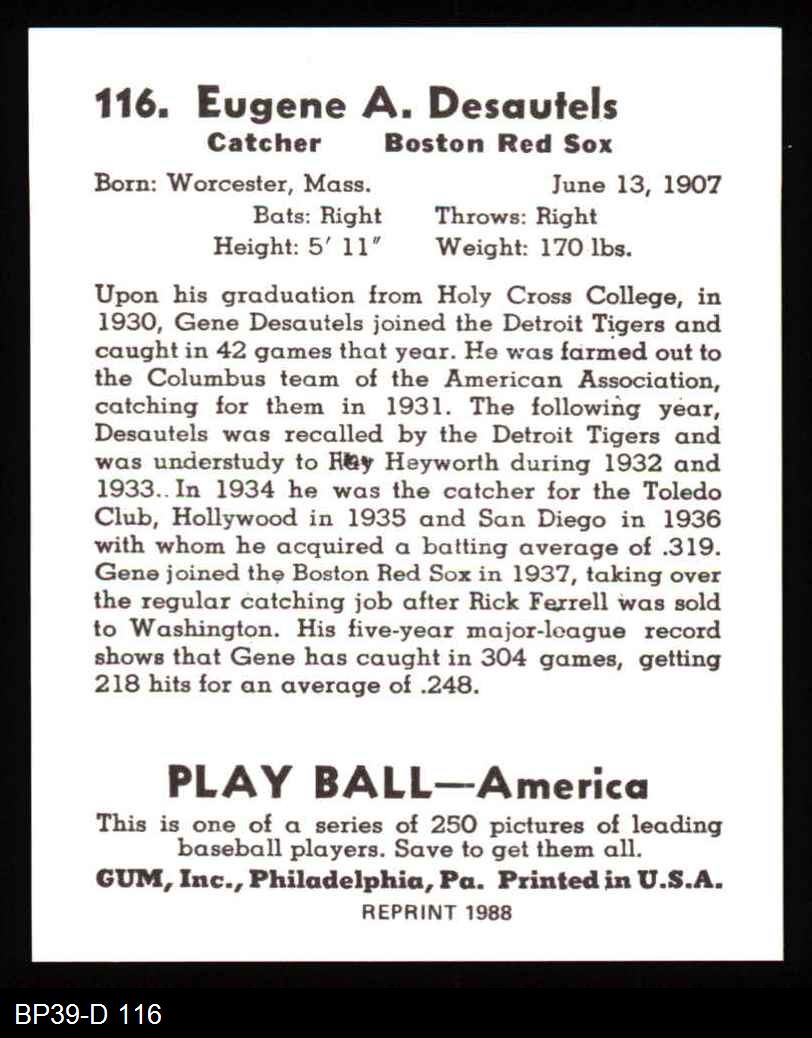 116. Eugene A. Desautels
Catcher Boston Red Sox
Born: Worcester, Mass. June 13, 1907
Bats: Right Throws: Right
Height: 5' 11" Weight: 170 lbs.
Upon his graduation from Holy Cross College, in
1930, Gene Desautels joined the Detroit Tigers and
caught in 42 games that year. He was farmed out to
the Columbus team of the American Association,
catching for them in 1931. The following year,
Desautels was recalled by the Detroit Tigers and
was understudy to Hayworth during 1932 and
1933.. In 1934 he was the catcher for the Toledo
Club, Hollywood in 1935 and San Diego in 1936
with whom he acquired a batting average of .319.
Gene joined the Boston Red Sox in 1937, taking over
the regular catching job after Rick Ferrell was sold
to Washington. His five-year major-league record
shows that Gene has caught in 304 games, getting
218 hits for an average of .248.
PLAY BALL—America
This is one of a series of 250 pictures of leading
baseball players. Save to get them all.
GUM, Inc., Philadelphia, Pa. Printed in U.S.A.
REPRINT 1988
BP39-D 116